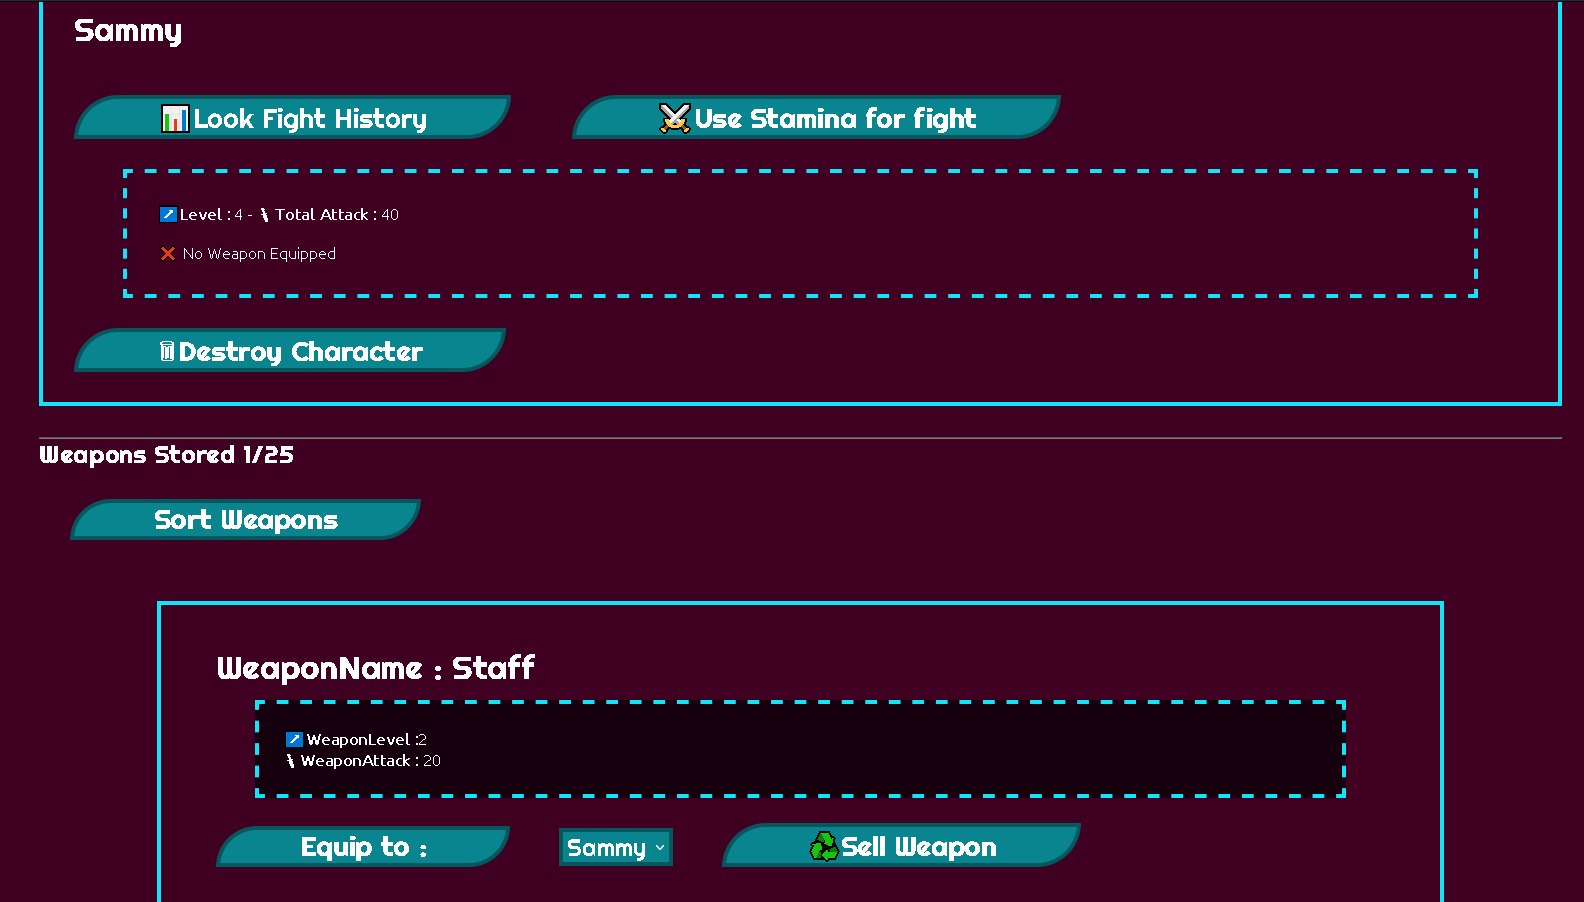 Sammy
Look Fight History
Use Stamina for fight
Level : 4 - Total Attack : 40
No Weapon Equipped
Destroy Character
Weapons Stored 1/25
Sort Weapons
WeaponName : Staff
WeaponLevel :2
WeaponAttack : 20
Equip to :
Sammy
Sell Weapon